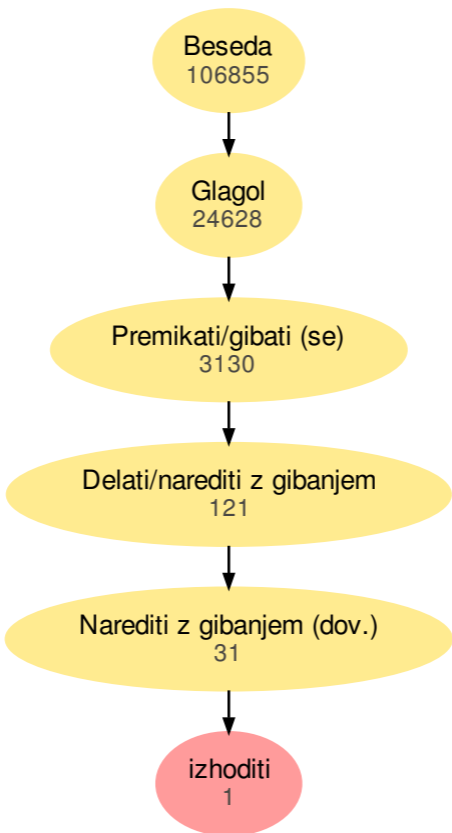 Beseda
106855
Glagol
24628
Premikati/gibati (se)
3130
Delati/narediti z gibanjem
121
Narediti z gibanjem (dov.)
31
izhoditi
1